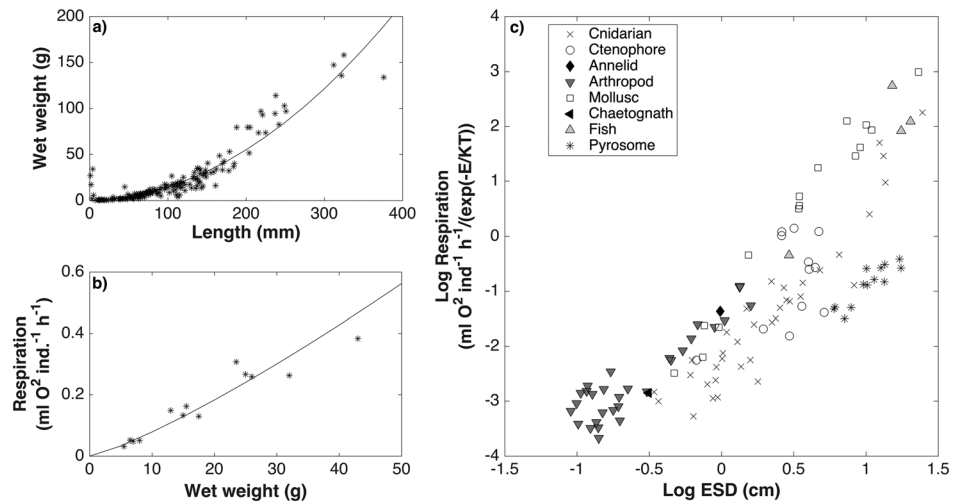 a)
Wet weight (g)
200
150
100
50
0
0 100 200 300 400
Length (mm)
b)
Respiration
(ml O² ind.⁻¹ h⁻¹)
0.6
0.4
0.2
0
0 10 20 30 40 50
Wet weight (g)
c)
Cnidarian
Ctenophore
Annelid
Arthropod
Mollusc
Chaetognath
Fish
Pyrosome
Log Respiration
(ml O² ind⁻¹ h⁻¹/(exp(-E/KT))
4
3
2
1
0
-1
-2
-3
-4
-1.5 -1 -0.5 0 0.5 1 1.5
Log ESD (cm)